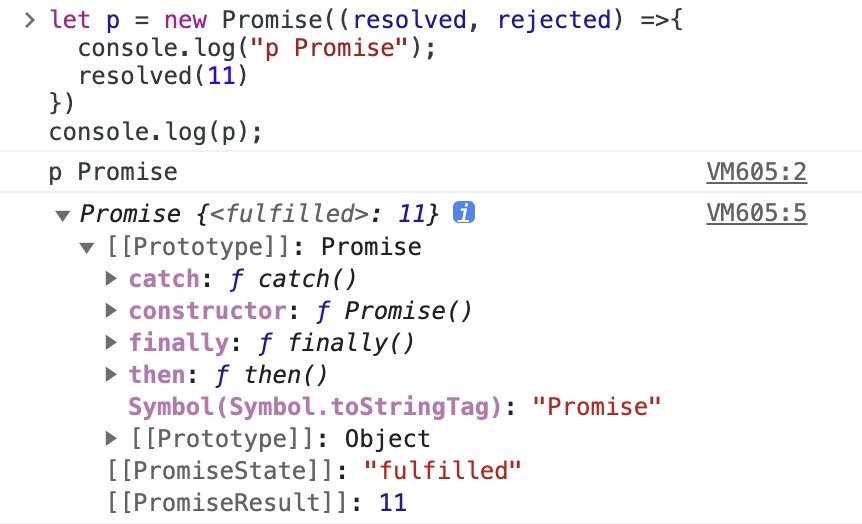 > let p = new Promise((resolved, rejected) =>{
console.log("p Promise");
resolved(11)
})
console.log(p);
p Promise VM605:2
▼ Promise {<fulfilled>: 11} i VM605:5
▼ [[Prototype]]: Promise
▶ catch: ƒ catch()
▶ constructor: ƒ Promise()
▶ finally: ƒ finally()
▶ then: ƒ then()
Symbol(Symbol.toStringTag): "Promise"
▶ [[Prototype]]: Object
[[PromiseState]]: "fulfilled"
[[PromiseResult]]: 11